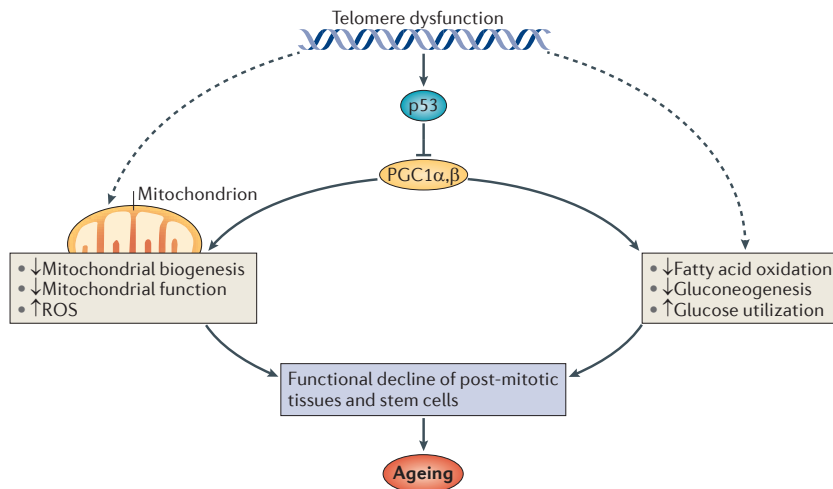 Telomere dysfunction
p53
PGC1α,β
Mitochondrion
• ↓Mitochondrial biogenesis
• ↓Mitochondrial function
• ↑ROS
• ↓Fatty acid oxidation
• ↓Gluconeogenesis
• ↑Glucose utilization
Functional decline of post-mitotic
tissues and stem cells
Ageing